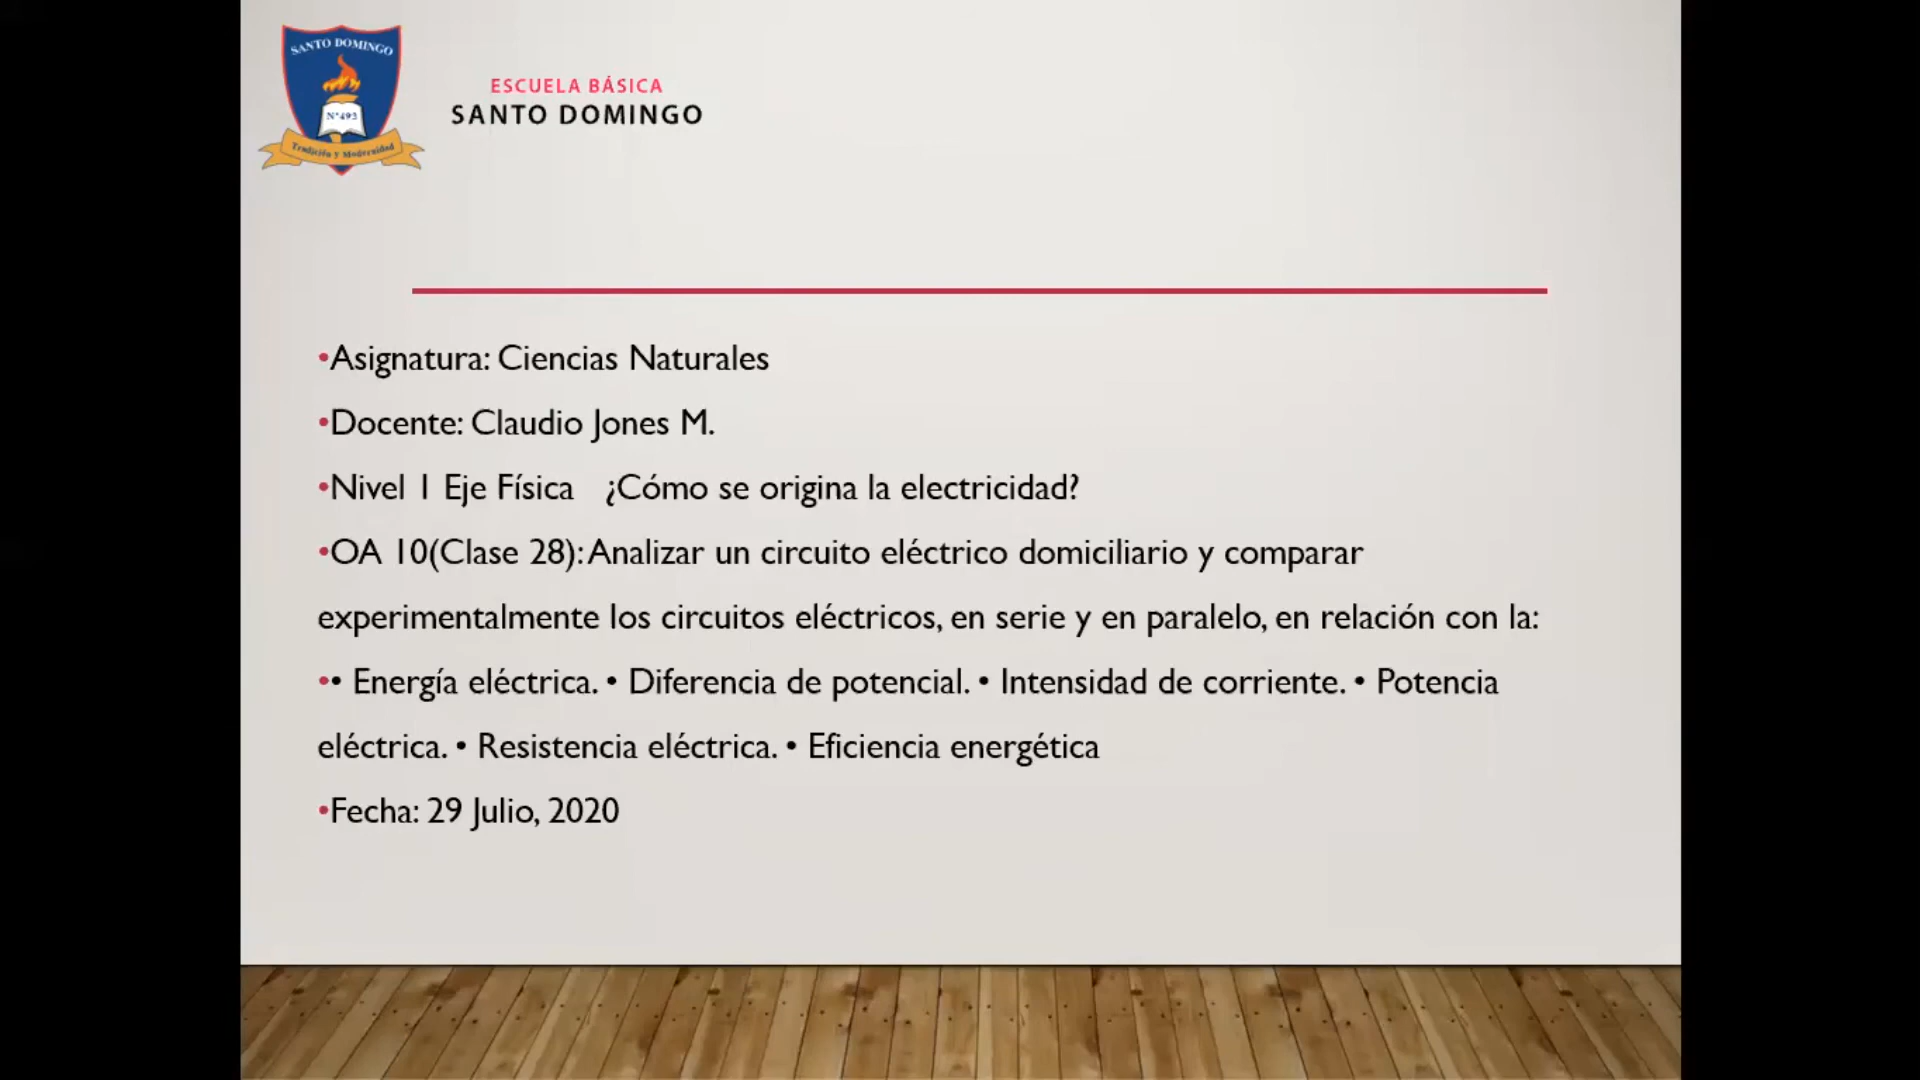 SANTO DOMINGO
N°493
Tradición y Modernidad
ESCUELA BÁSICA
SANTO DOMINGO
•Asignatura: Ciencias Naturales
•Docente: Claudio Jones M.
•Nivel 1 Eje Física ¿Cómo se origina la electricidad?
•OA 10(Clase 28): Analizar un circuito eléctrico domiciliario y comparar
experimentalmente los circuitos eléctricos, en serie y en paralelo, en relación con la:
•• Energía eléctrica. • Diferencia de potencial. • Intensidad de corriente. • Potencia
eléctrica. • Resistencia eléctrica. • Eficiencia energética
•Fecha: 29 Julio, 2020